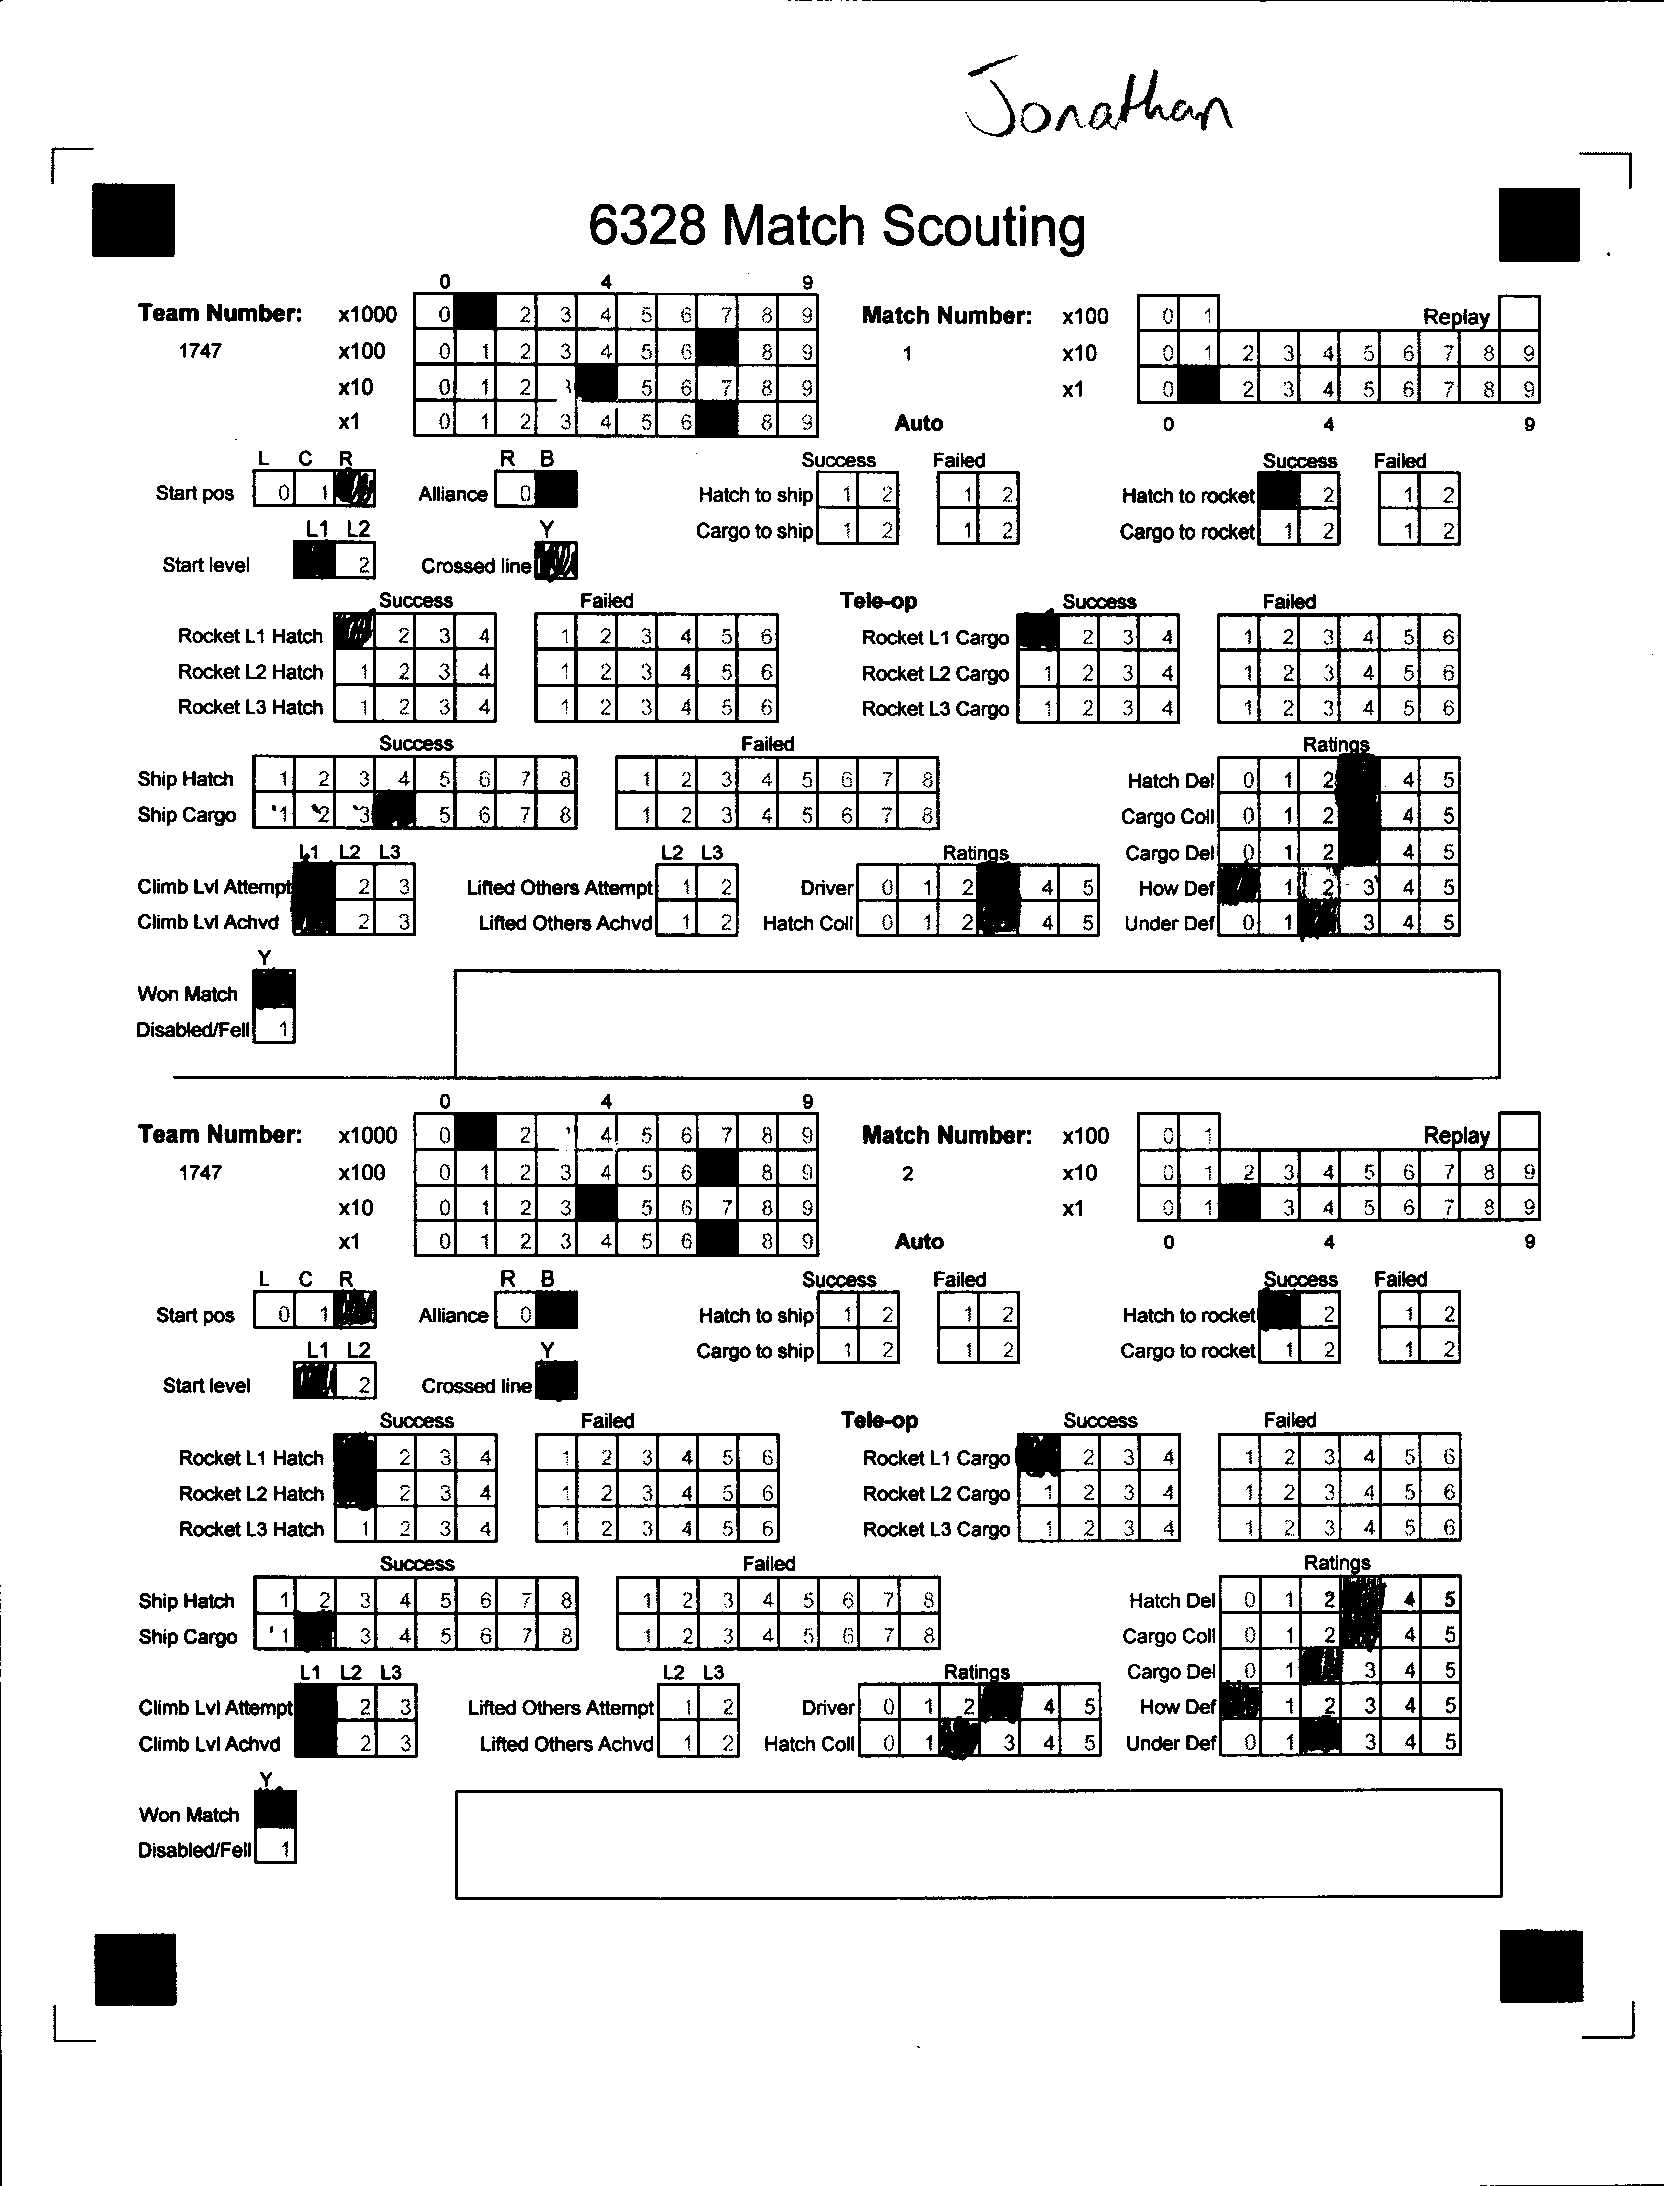 Jonathan
6328 Match Scouting
0 4 9
Team Number: x1000 0 2 3 4 5 6 7 8 9 Match Number: x100 0 1 Replay
1747 x100 0 1 2 3 4 5 6 8 9 1 x10 0 1 2 3 4 5 6 7 8 9
x10 0 1 2 5 6 7 8 9 x1 0 2 3 4 5 6 7 8 9
x1 0 1 2 3 4 5 6 8 9 Auto 0 4 9
L C R R B Success Failed Success Failed
Start pos 0 1 Alliance 0 Hatch to ship 1 2 1 2 Hatch to rocket 2 1 2
L1 L2 Y Cargo to ship 1 2 1 2 Cargo to rocket 1 2 1 2
Start level 2 Crossed line
Success Failed Tele-op Success Failed
Rocket L1 Hatch 2 3 4 1 2 3 4 5 6 Rocket L1 Cargo 2 3 4 1 2 3 4 5 6
Rocket L2 Hatch 1 2 3 4 1 2 3 4 5 6 Rocket L2 Cargo 1 2 3 4 1 2 3 4 5 6
Rocket L3 Hatch 1 2 3 4 1 2 3 4 5 6 Rocket L3 Cargo 1 2 3 4 1 2 3 4 5 6
Success Failed Ratings
Ship Hatch 1 2 3 4 5 6 7 8 1 2 3 4 5 6 7 8 Hatch Del 0 1 2 4 5
Ship Cargo 1 2 3 5 6 7 8 1 2 3 4 5 6 7 8 Cargo Coll 0 1 2 4 5
L1 L2 L3 L2 L3 Ratings Cargo Del 0 1 2 4 5
Climb Lvl Attempt 2 3 Lifted Others Attempt 1 2 Driver 0 1 2 4 5 How Def 1 2 3 4 5
Climb Lvl Achvd 2 3 Lifted Others Achvd 1 2 Hatch Coll 0 1 2 4 5 Under Def 0 1 3 4 5
Y
Won Match
Disabled/Fell 1
0 4 9
Team Number: x1000 0 2 4 5 6 7 8 9 Match Number: x100 0 1 Replay
1747 x100 0 1 2 3 4 5 6 8 9 2 x10 0 1 2 3 4 5 6 7 8 9
x10 0 1 2 3 5 6 7 8 9 x1 0 1 3 4 5 6 7 8 9
x1 0 1 2 3 4 5 6 8 9 Auto 0 4 9
L C R R B Success Failed Success Failed
Start pos 0 1 Alliance 0 Hatch to ship 1 2 1 2 Hatch to rocket 2 1 2
L1 L2 Y Cargo to ship 1 2 1 2 Cargo to rocket 1 2 1 2
Start level 2 Crossed line
Success Failed Tele-op Success Failed
Rocket L1 Hatch 2 3 4 1 2 3 4 5 6 Rocket L1 Cargo 2 3 4 1 2 3 4 5 6
Rocket L2 Hatch 2 3 4 1 2 3 4 5 6 Rocket L2 Cargo 1 2 3 4 1 2 3 4 5 6
Rocket L3 Hatch 1 2 3 4 1 2 3 4 5 6 Rocket L3 Cargo 1 2 3 4 1 2 3 4 5 6
Success Failed Ratings
Ship Hatch 1 2 3 4 5 6 7 8 1 2 3 4 5 6 7 8 Hatch Del 0 1 2 4 5
Ship Cargo 1 3 4 5 6 7 8 1 2 3 4 5 6 7 8 Cargo Coll 0 1 2 4 5
L1 L2 L3 L2 L3 Ratings Cargo Del 0 1 3 4 5
Climb Lvl Attempt 2 3 Lifted Others Attempt 1 2 Driver 0 1 2 4 5 How Def 1 2 3 4 5
Climb Lvl Achvd 2 3 Lifted Others Achvd 1 2 Hatch Coll 0 1 3 4 5 Under Def 0 1 3 4 5
Y
Won Match
Disabled/Fell 1